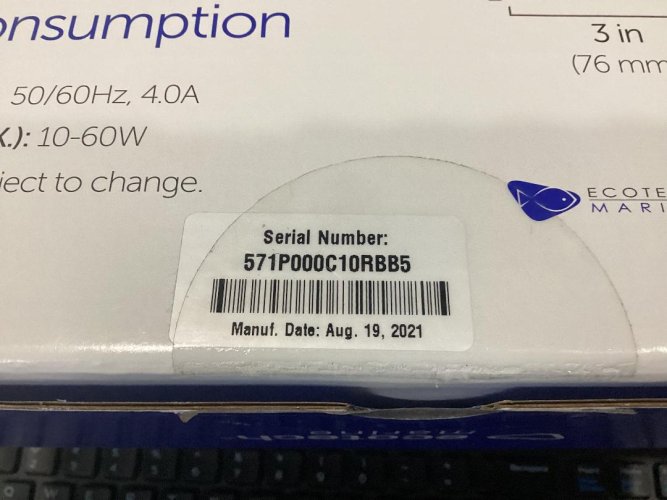 onsumption
50/60Hz, 4.0A
X.): 10-60W
ject to change.
3 in
(76 mm
ECOTE
MARI
Serial Number:
571P000C10RBB5
Manuf. Date: Aug. 19, 2021
ecotech